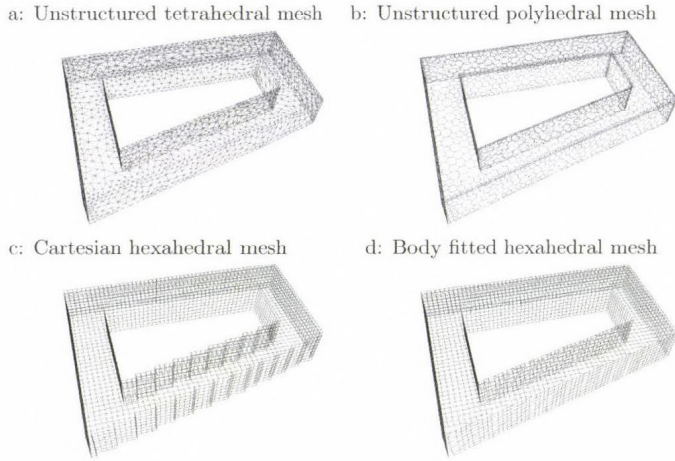 a: Unstructured tetrahedral mesh
b: Unstructured polyhedral mesh
c: Cartesian hexahedral mesh
d: Body fitted hexahedral mesh